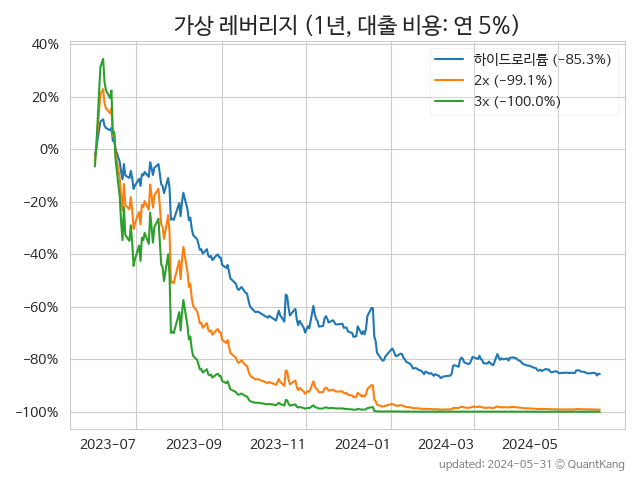 가상 레버리지 (1년, 대출 비용: 연 5%)
40%
20%
0%
−20%
−40%
−60%
−80%
−100%
하이드로리튬 (−85.3%)
2x (−99.1%)
3x (−100.0%)
2023-07 2023-09 2023-11 2024-01 2024-03 2024-05
updated: 2024-05-31 © QuantKang